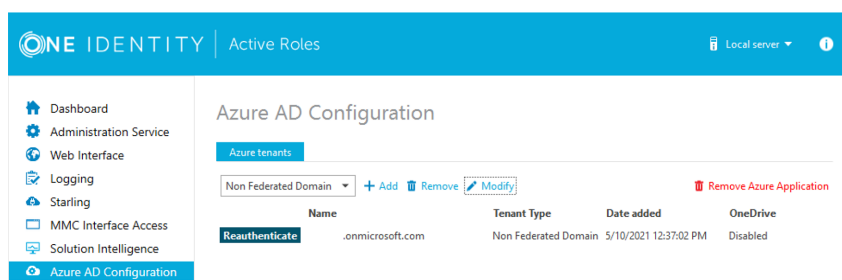 ONE IDENTITY Active Roles Local server
Dashboard
Administration Service
Web Interface
Logging
Starling
MMC Interface Access
Solution Intelligence
Azure AD Configuration
Azure AD Configuration
Azure tenants
Non Federated Domain Add Remove Modify Remove Azure Application
Name Tenant Type Date added OneDrive
Reauthenticate .onmicrosoft.com Non Federated Domain 5/10/2021 12:37:02 PM Disabled